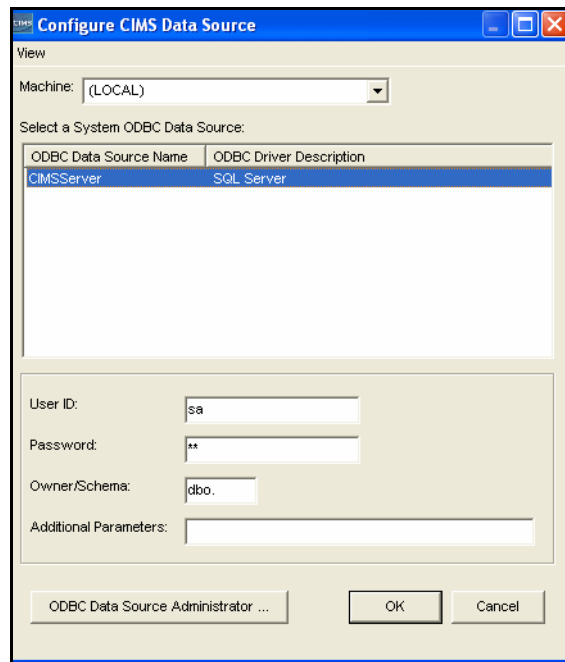 CIMS Configure CIMS Data Source
View
Machine: (LOCAL)
Select a System ODBC Data Source:
ODBC Data Source Name ODBC Driver Description
CIMSServer SQL Server
User ID: sa
Password: **
Owner/Schema: dbo.
Additional Parameters:
ODBC Data Source Administrator ... OK Cancel